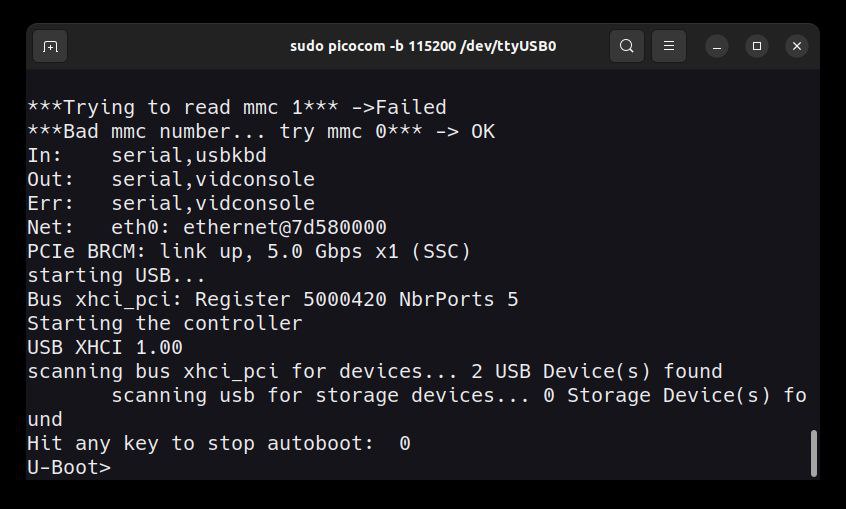 sudo picocom -b 115200 /dev/ttyUSB0
***Trying to read mmc 1*** ->Failed
***Bad mmc number... try mmc 0*** -> OK
In:    serial,usbkbd
Out:   serial,vidconsole
Err:   serial,vidconsole
Net:   eth0: ethernet@7d580000
PCIe BRCM: link up, 5.0 Gbps x1 (SSC)
starting USB...
Bus xhci_pci: Register 5000420 NbrPorts 5
Starting the controller
USB XHCI 1.00
scanning bus xhci_pci for devices... 2 USB Device(s) found
       scanning usb for storage devices... 0 Storage Device(s) fo
und
Hit any key to stop autoboot:  0
U-Boot>